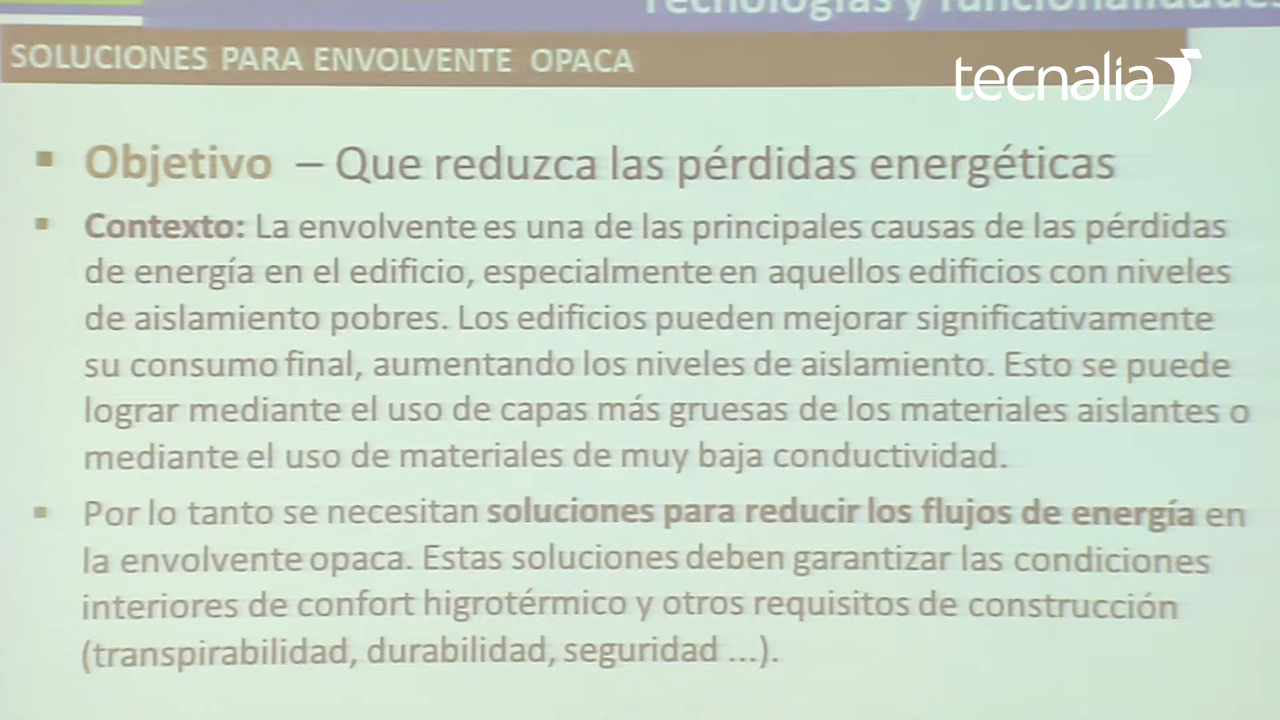 Tecnologías y funcionalidades
SOLUCIONES PARA ENVOLVENTE OPACA
tecnalia
▪ Objetivo – Que reduzca las pérdidas energéticas
▪ Contexto: La envolvente es una de las principales causas de las pérdidas
de energía en el edificio, especialmente en aquellos edificios con niveles
de aislamiento pobres. Los edificios pueden mejorar significativamente
su consumo final, aumentando los niveles de aislamiento. Esto se puede
lograr mediante el uso de capas más gruesas de los materiales aislantes o
mediante el uso de materiales de muy baja conductividad.
▪ Por lo tanto se necesitan soluciones para reducir los flujos de energía en
la envolvente opaca. Estas soluciones deben garantizar las condiciones
interiores de confort higrotérmico y otros requisitos de construcción
(transpirabilidad, durabilidad, seguridad ...).